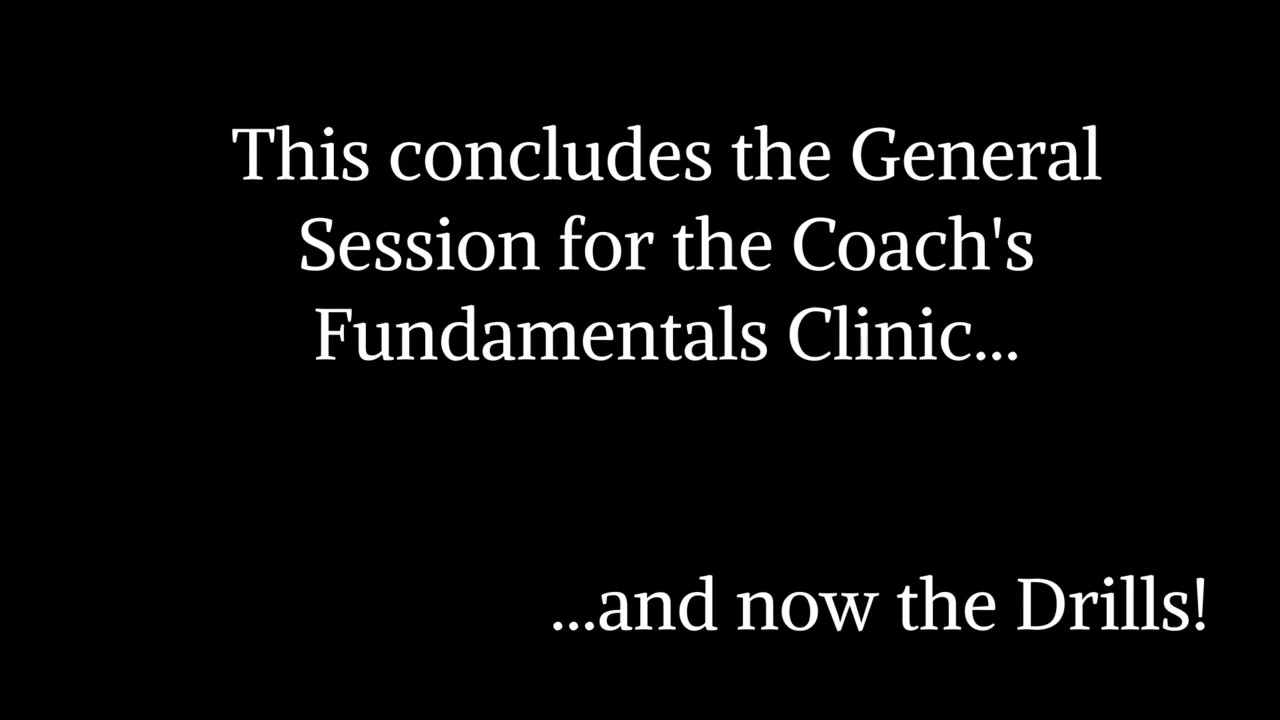 This concludes the General
Session for the Coach's
Fundamentals Clinic...
...and now the Drills!